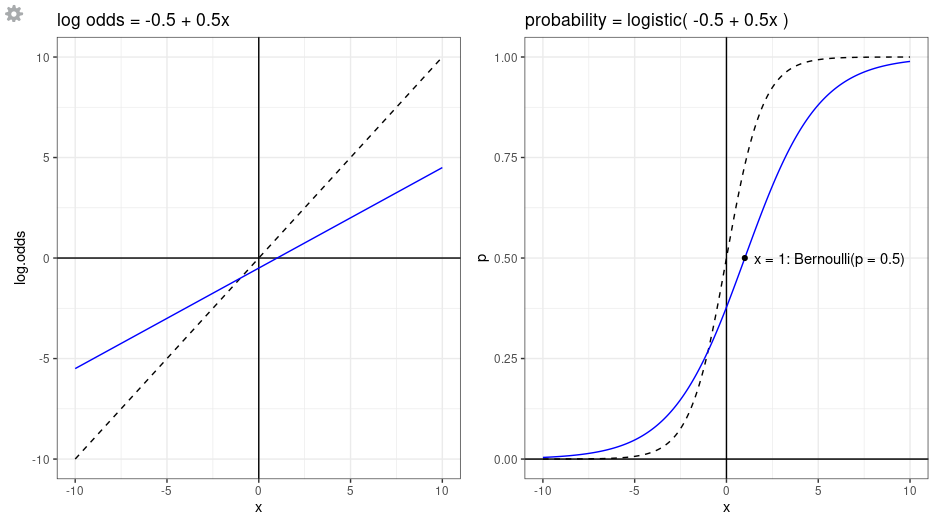 log odds = -0.5 + 0.5x
10
5
0
-5
-10
log.odds
-10
-5
0
5
10
x
probability = logistic( -0.5 + 0.5x )
1.00
0.75
0.50
0.25
0.00
p
x = 1: Bernoulli(p = 0.5)
-10
-5
0
5
10
x